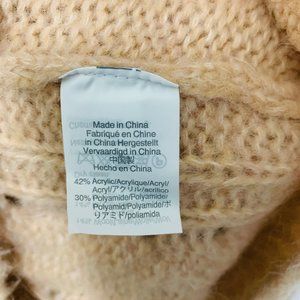 Made in China
Fabriqué en Chine
in China Hergestellt
Vervaardigd in China
中国製
Hecho en China
42% Acrylic/Acrylique/Acryl/
Acryl/アクリル/acrílico
30% Polyamide/Polyamide/
Polyamid/Polyamide/ポ
リアミド/poliamida